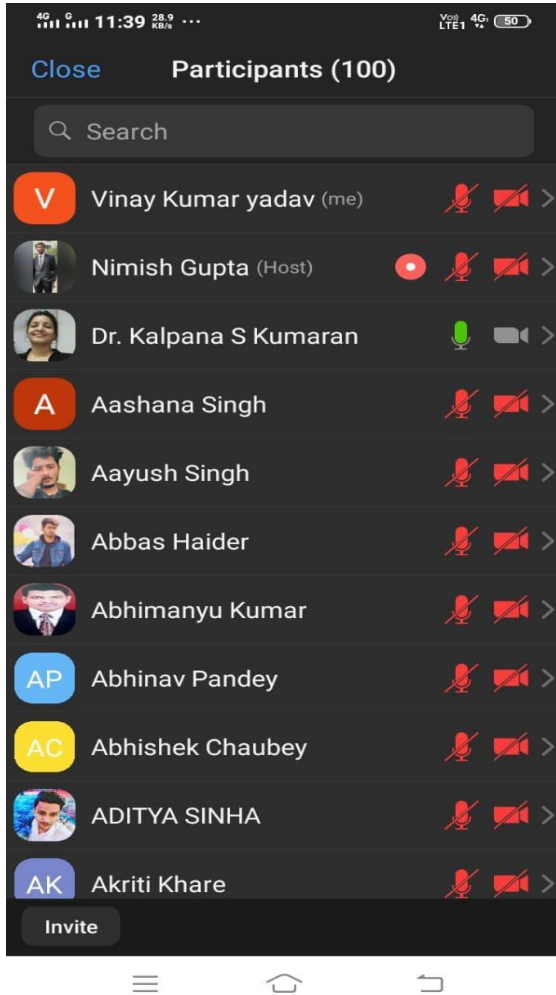 4G G 11:39 28.9 KB/s ... Vo)) LTE1 4G 50
Close Participants (100)
Search
V Vinay Kumar yadav (me)
Nimish Gupta (Host)
Dr. Kalpana S Kumaran
A Aashana Singh
Aayush Singh
Abbas Haider
Abhimanyu Kumar
AP Abhinav Pandey
AC Abhishek Chaubey
ADITYA SINHA
AK Akriti Khare
Invite